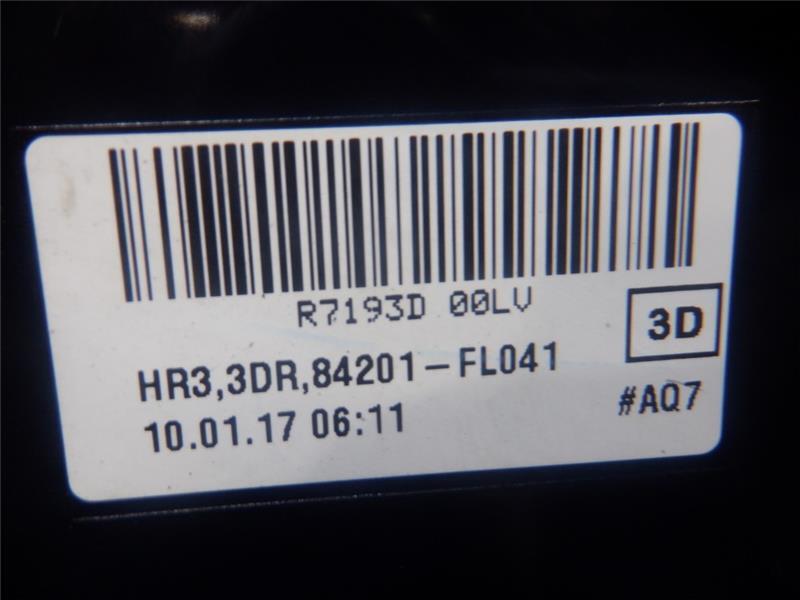 R7193D 00LV
3D
HR3,3DR,84201-FL041
10.01.17 06:11
#AQ7